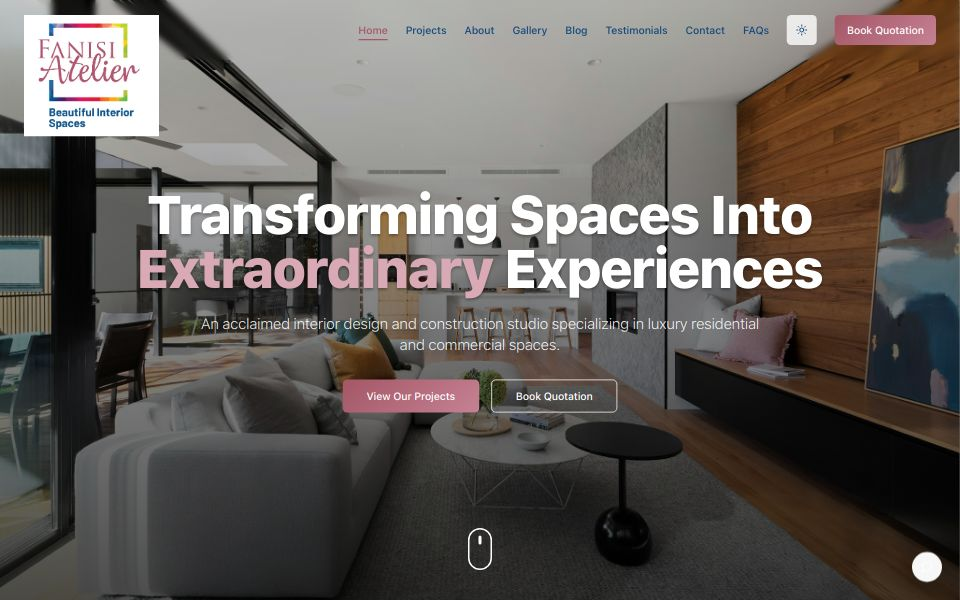 FANISI
Atelier
Beautiful Interior
Spaces
Home Projects About Gallery Blog Testimonials Contact FAQs Book Quotation
Transforming Spaces Into
Extraordinary Experiences
An acclaimed interior design and construction studio specializing in luxury residential
and commercial spaces.
View Our Projects Book Quotation